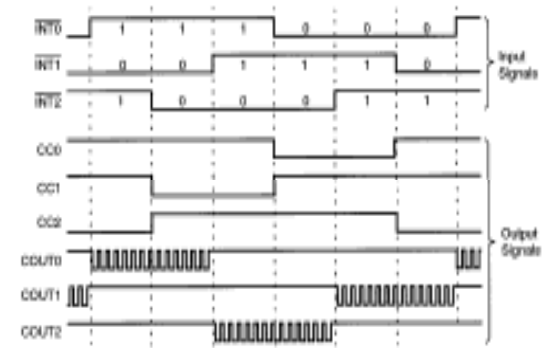 INT0 1 1 1 0 0 0
INT1 0 0 1 1 1 0
INT2 1 0 0 0 1 1
Input
Signals
CC0
CC1
CC2
COUT0
COUT1
COUT2
Output
Signals